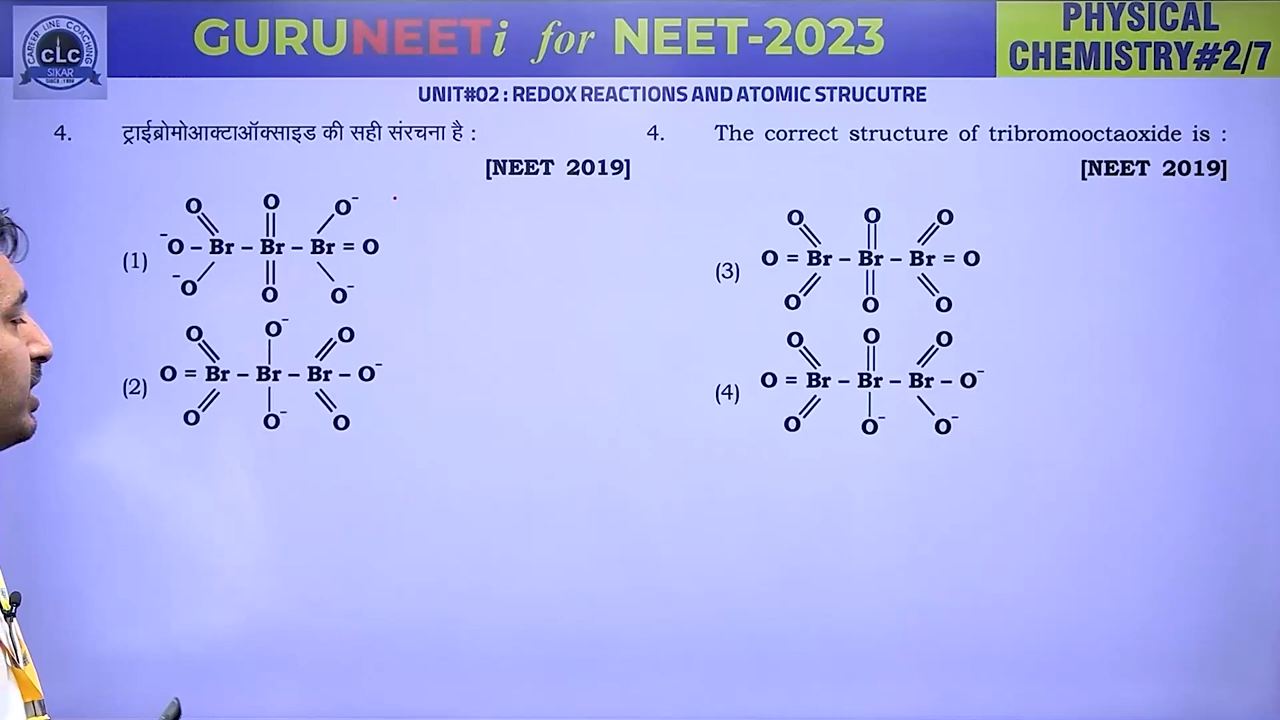 GURUNEETi for NEET-2023
PHYSICAL
CHEMISTRY#2/7
CAREER LINE COACHING
CLC
SIKAR
SINCE : 1996
UNIT#02 : REDOX REACTIONS AND ATOMIC STRUCUTRE
4. ट्राईब्रोमोआक्टाऑक्साइड की सही संरचना है :
[NEET 2019]
(1)
O O O⁻
⁻O – Br – Br – Br = O
⁻O O O⁻
(2)
O O⁻ O
O = Br – Br – Br – O⁻
O O⁻ O
4. The correct structure of tribromooctaoxide is :
[NEET 2019]
(3)
O O O
O = Br – Br – Br = O
O O O
(4)
O O O
O = Br – Br – Br – O⁻
O O⁻ O⁻